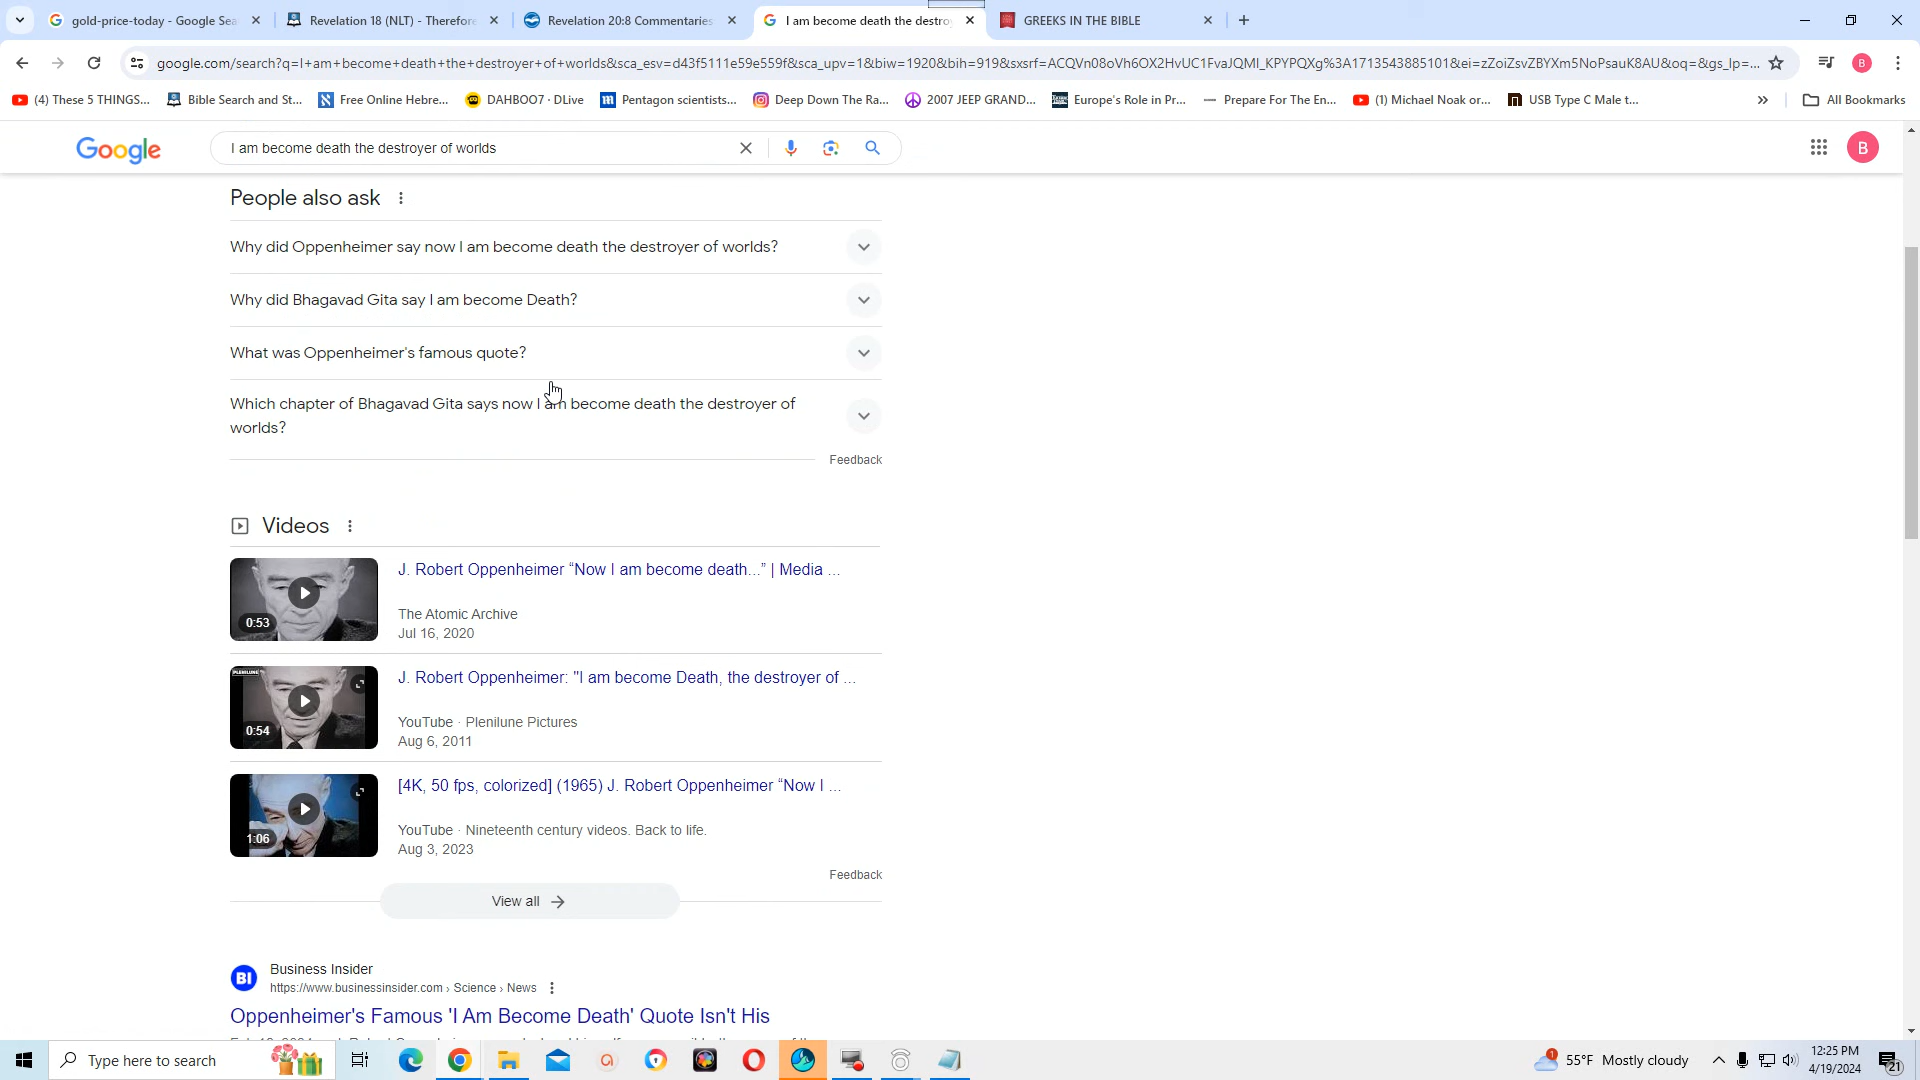 gold-price-today - Google Sea
Revelation 18 (NLT) - Therefore
Revelation 20:8 Commentaries
I am become death the destro
GREEKS IN THE BIBLE
google.com/search?q=I+am+become+death+the+destroyer+of+worlds&sca_esv=d43f5111e59e559f&sca_upv=1&biw=1920&bih=919&sxsrf=ACQVn08oVh6OX2HvUC1FvaJQMI_KPYPQXg%3A1713543885101&ei=zZoiZsvZBYXm5NoPsauK8AU&oq=&gs_lp=...
B
(4) These 5 THINGS...
Bible Search and St...
Free Online Hebre...
DAHBOO7 · DLive
Pentagon scientists...
Deep Down The Ra...
2007 JEEP GRAND...
Europe's Role in Pr...
Prepare For The En...
(1) Michael Noak or...
USB Type C Male t...
All Bookmarks
Google
I am become death the destroyer of worlds
B
People also ask
Why did Oppenheimer say now I am become death the destroyer of worlds?
Why did Bhagavad Gita say I am become Death?
What was Oppenheimer's famous quote?
Which chapter of Bhagavad Gita says now I am become death the destroyer of
worlds?
Feedback
Videos
0:53
J. Robert Oppenheimer “Now I am become death...” | Media ...
The Atomic Archive
Jul 16, 2020
PLENILUNE
0:54
J. Robert Oppenheimer: "I am become Death, the destroyer of ...
YouTube · Plenilune Pictures
Aug 6, 2011
1:06
[4K, 50 fps, colorized] (1965) J. Robert Oppenheimer “Now I ...
YouTube · Nineteenth century videos. Back to life.
Aug 3, 2023
Feedback
View all
BI
Business Insider
https://www.businessinsider.com › Science › News
Oppenheimer's Famous 'I Am Become Death' Quote Isn't His
Type here to search
55°F Mostly cloudy
12:25 PM
4/19/2024
21